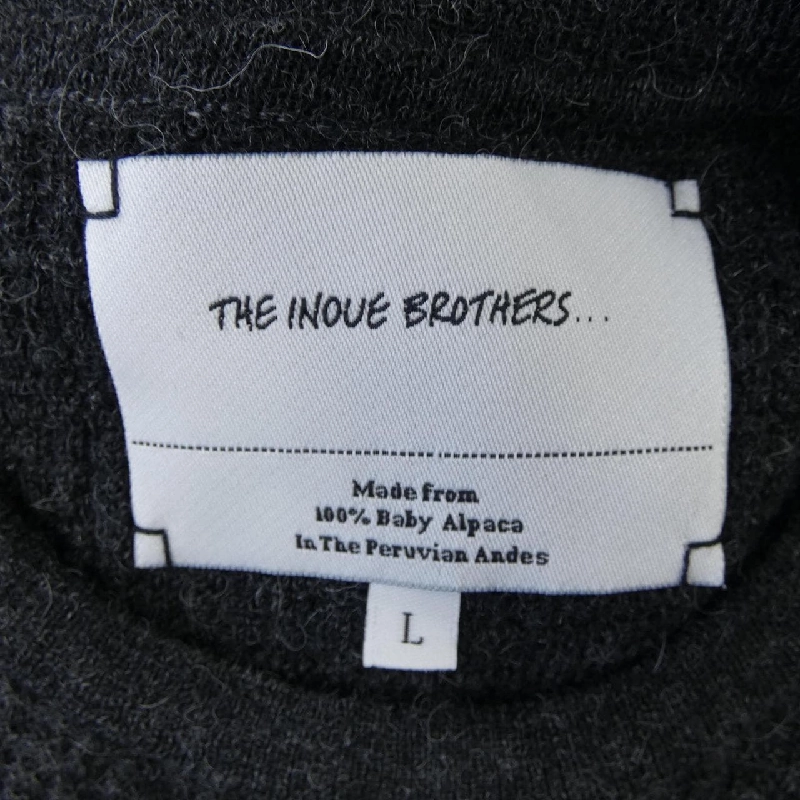 THE INOUE BROTHERS...
Made from
100% Baby Alpaca
In The Peruvian Andes
L